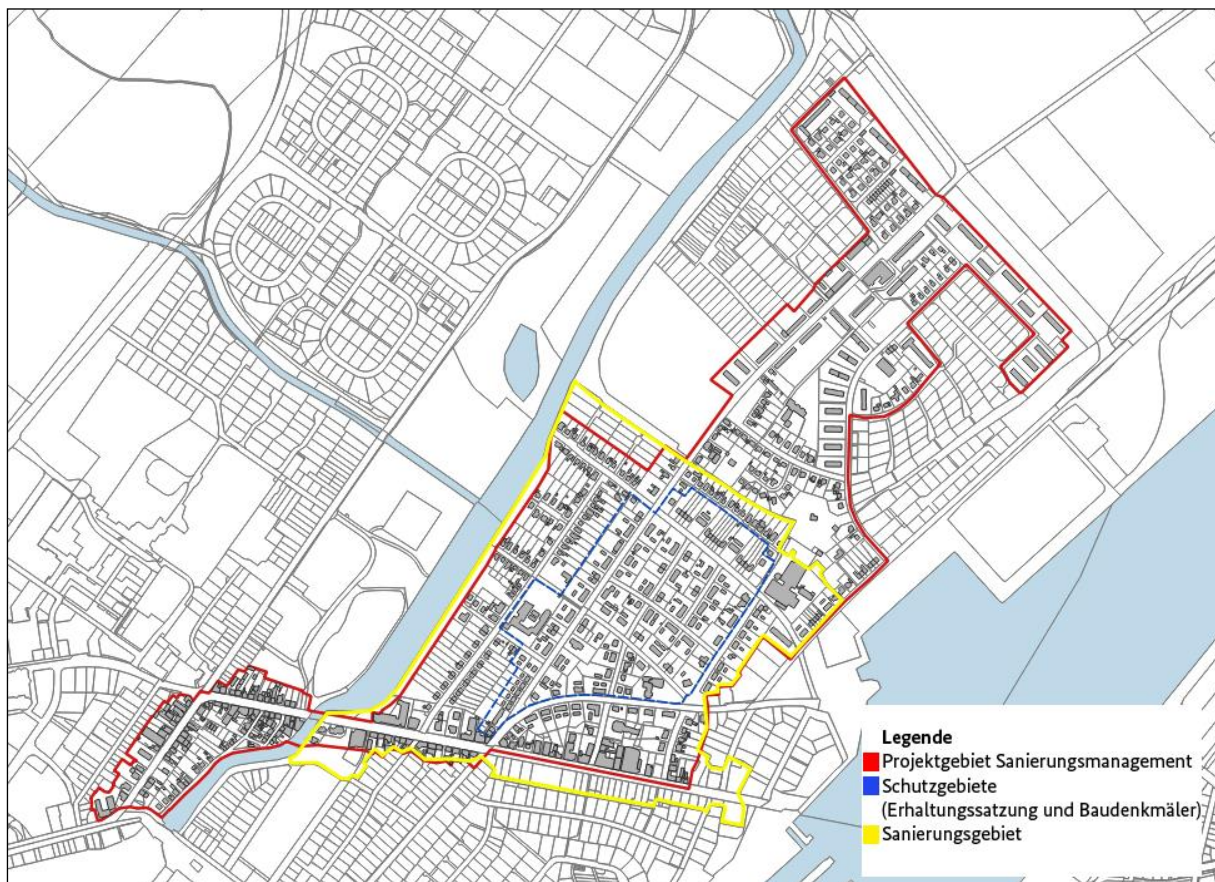 Legende
Projektgebiet Sanierungsmanagement
Schutzgebiete
(Erhaltungssatzung und Baudenkmäler)
Sanierungsgebiet